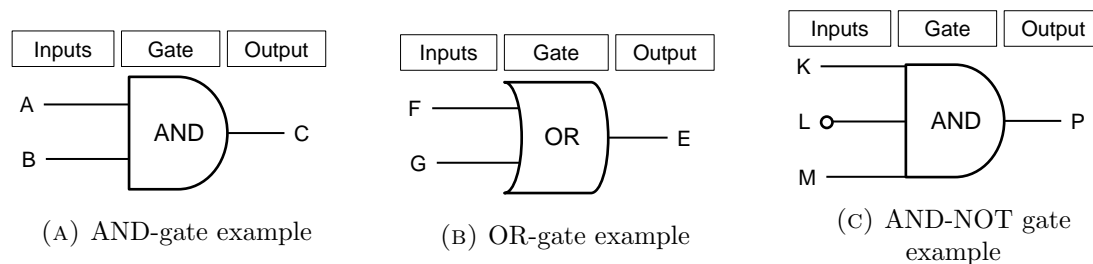 Inputs Gate Output
A
AND
C
B
(A) AND-gate example
Inputs Gate Output
F
OR
E
G
(B) OR-gate example
Inputs Gate Output
K
L
AND
P
M
(C) AND-NOT gate
example